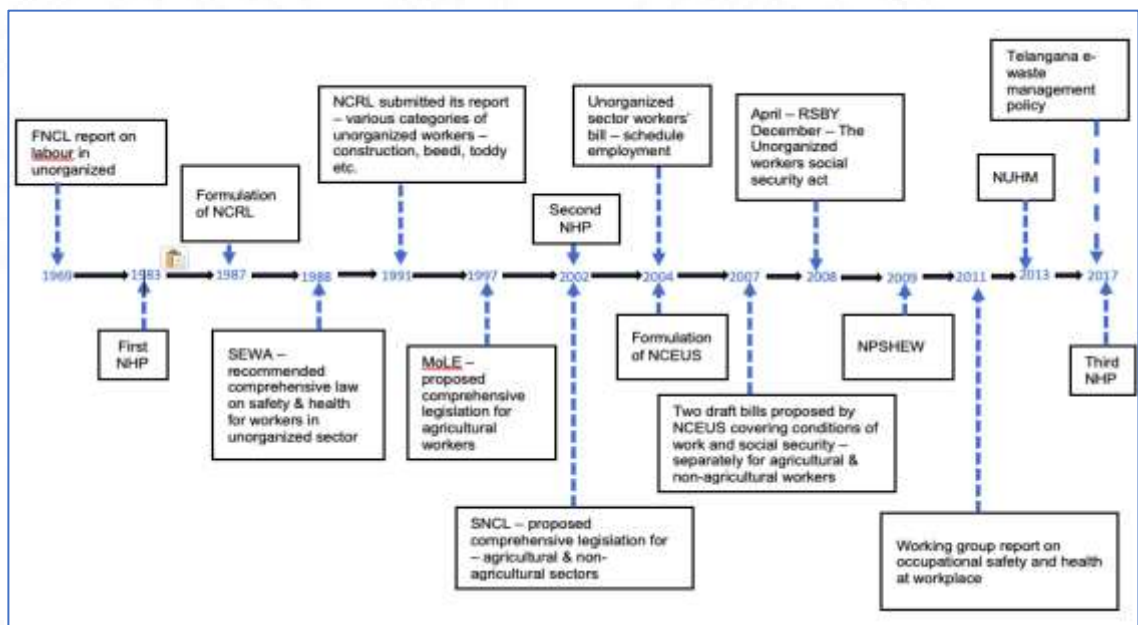 Telangana e-
waste
management
policy
FNCL report on
labour in
unorganized
NCRL submitted its report
– various categories of
unorganized workers –
construction, beedi, toddy
etc.
Unorganized
sector workers'
bill – schedule
employment
April – RSBY
December – The
Unorganized
workers social
security act
Formulation
of NCRL
Second
NHP
NUHM
1969
1983
1987
1988
1991
1997
2002
2004
2007
2008
2009
2011
2013
2017
First
NHP
SEWA –
recommended
comprehensive law
on safety & health
for workers in
unorganized sector
MoLE –
proposed
comprehensive
legislation for
agricultural
workers
Formulation
of NCEUS
NPSHEW
Third
NHP
Two draft bills proposed by
NCEUS covering conditions of
work and social security –
separately for agricultural &
non-agricultural workers
SNCL – proposed
comprehensive legislation for
– agricultural & non-
agricultural sectors
Working group report on
occupational safety and health
at workplace